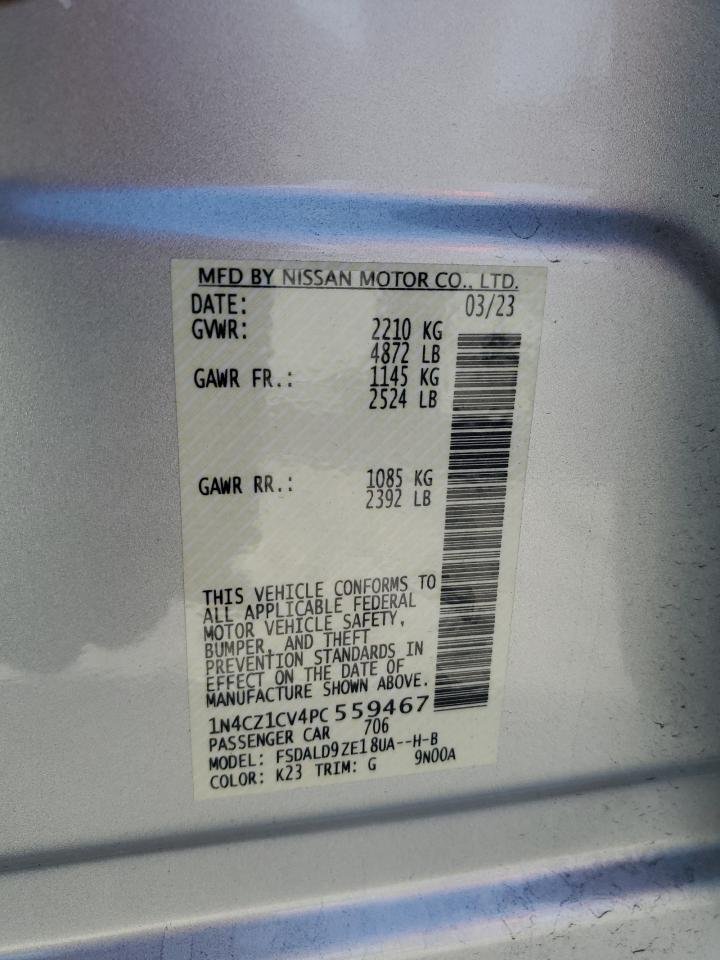 MFD BY NISSAN MOTOR CO., LTD.
DATE: 03/23
GVWR: 2210 KG
4872 LB
GAWR FR.: 1145 KG
2524 LB
GAWR RR.: 1085 KG
2392 LB
THIS VEHICLE CONFORMS TO
ALL APPLICABLE FEDERAL
MOTOR VEHICLE SAFETY,
BUMPER, AND THEFT
PREVENTION STANDARDS IN
EFFECT ON THE DATE OF
MANUFACTURE SHOWN ABOVE.
1N4CZ1CV4PC559467
PASSENGER CAR 706
MODEL: FSDALD9ZE18UA--H-B
COLOR: K23 TRIM: G 9N00A